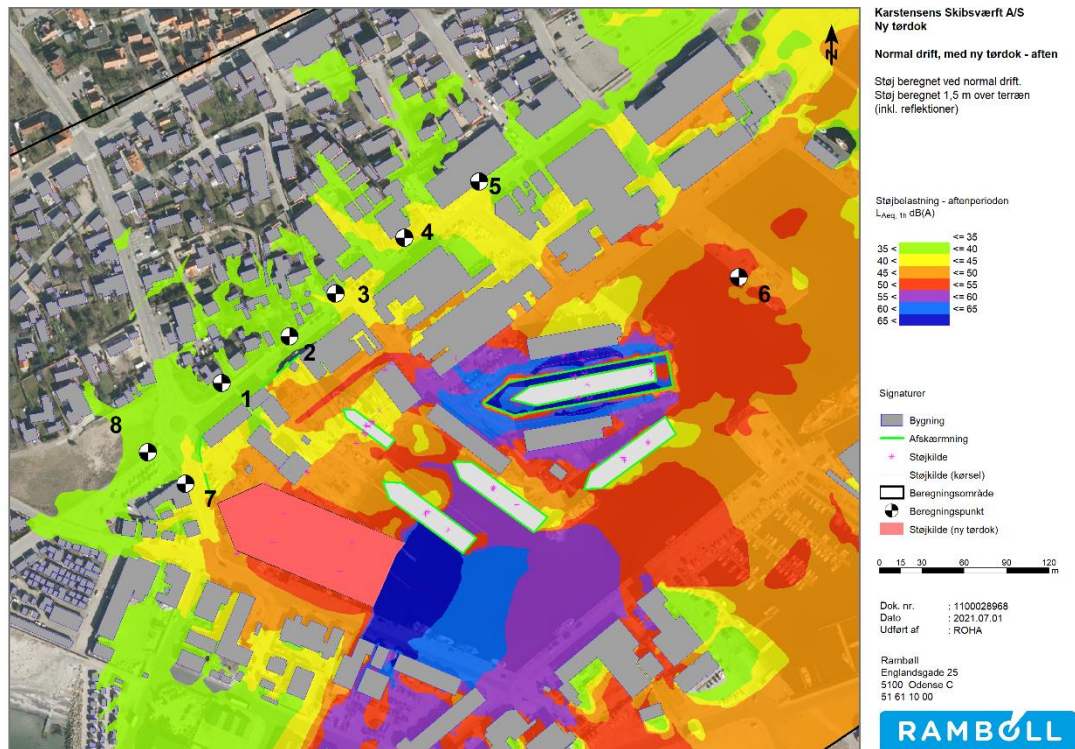 Karstensens Skibsværft A/S
Ny tørdok
Normal drift, med ny tørdok - aften
Støj beregnet ved normal drift.
Støj beregnet 1,5 m over terræn
(inkl. reflektioner)
Støjbelastning - aftenperioden
LAeq, 1h dB(A)
<= 35
35 < <= 40
40 < <= 45
45 < <= 50
50 < <= 55
55 < <= 60
60 < <= 65
65 <
Signaturer
Bygning
Afskærmning
Støjkilde
Støjkilde (kørsel)
Beregningsområde
Beregningspunkt
Støjkilde (ny tørdok)
0 15 30 60 90 120
m
Dok. nr. : 1100028968
Dato : 2021.07.01
Udført af : ROHA
Rambøll
Englandsgade 25
5100 Odense C
51 61 10 00
RAMBOLL
N
5
4
3
6
2
1
8
7